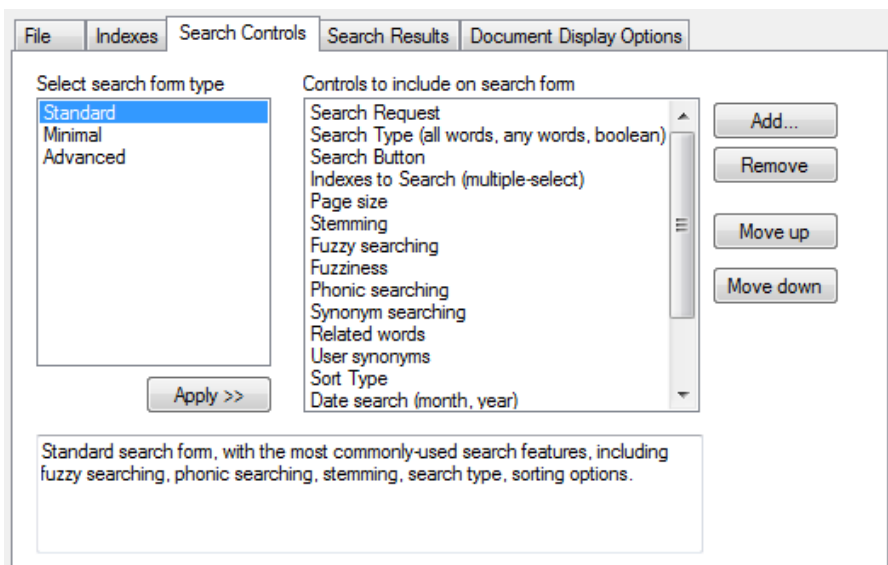 File Indexes Search Controls Search Results Document Display Options
Select search form type
Standard
Minimal
Advanced
Apply >>
Controls to include on search form
Search Request
Search Type (all words, any words, boolean)
Search Button
Indexes to Search (multiple-select)
Page size
Stemming
Fuzzy searching
Fuzziness
Phonic searching
Synonym searching
Related words
User synonyms
Sort Type
Date search (month, year)
Add...
Remove
Move up
Move down
Standard search form, with the most commonly-used search features, including
fuzzy searching, phonic searching, stemming, search type, sorting options.